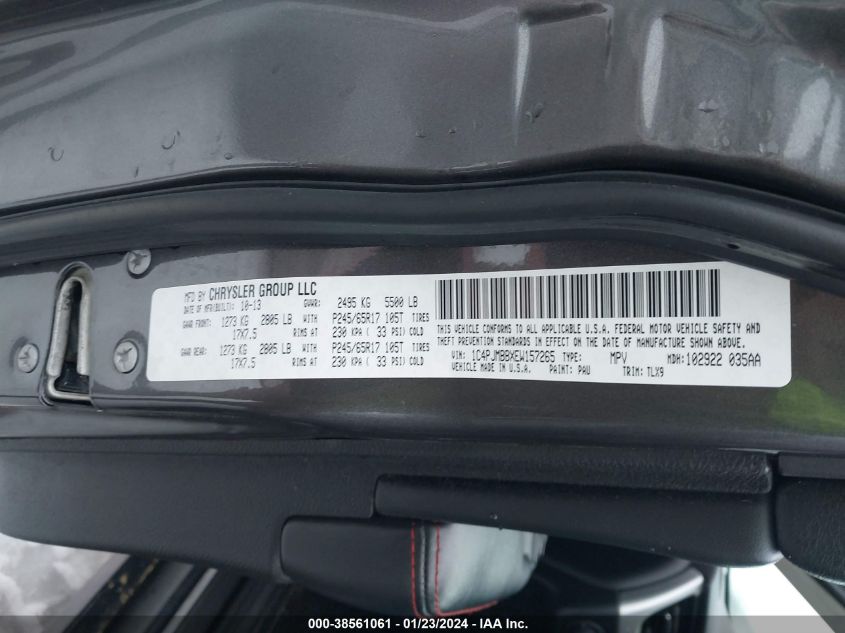 MFD BY CHRYSLER GROUP LLC
DATE OF MFR(BUILT): 10-13 GVWR: 2495 KG 5500 LB
GAWR FRONT: 1273 KG 2805 LB WITH P245/65R17 105T TIRES
17X7.5 RIMS AT 230 KPA ( 33 PSI) COLD
GAWR REAR: 1273 KG 2805 LB WITH P245/65R17 105T TIRES
17X7.5 RIMS AT 230 KPA ( 33 PSI) COLD
THIS VEHICLE CONFORMS TO ALL APPLICABLE U.S.A. FEDERAL MOTOR VEHICLE SAFETY AND
THEFT PREVENTION STANDARDS IN EFFECT ON THE DATE OF MANUFACTURE SHOWN ABOVE.
VIN: 1C4PJMBBXEW157265 TYPE: MPV MDH: 102922 035AA
VEHICLE MADE IN U.S.A. PAINT: PAU TRIM: TLX9
000-38561061 - 01/23/2024 - IAA, Inc.